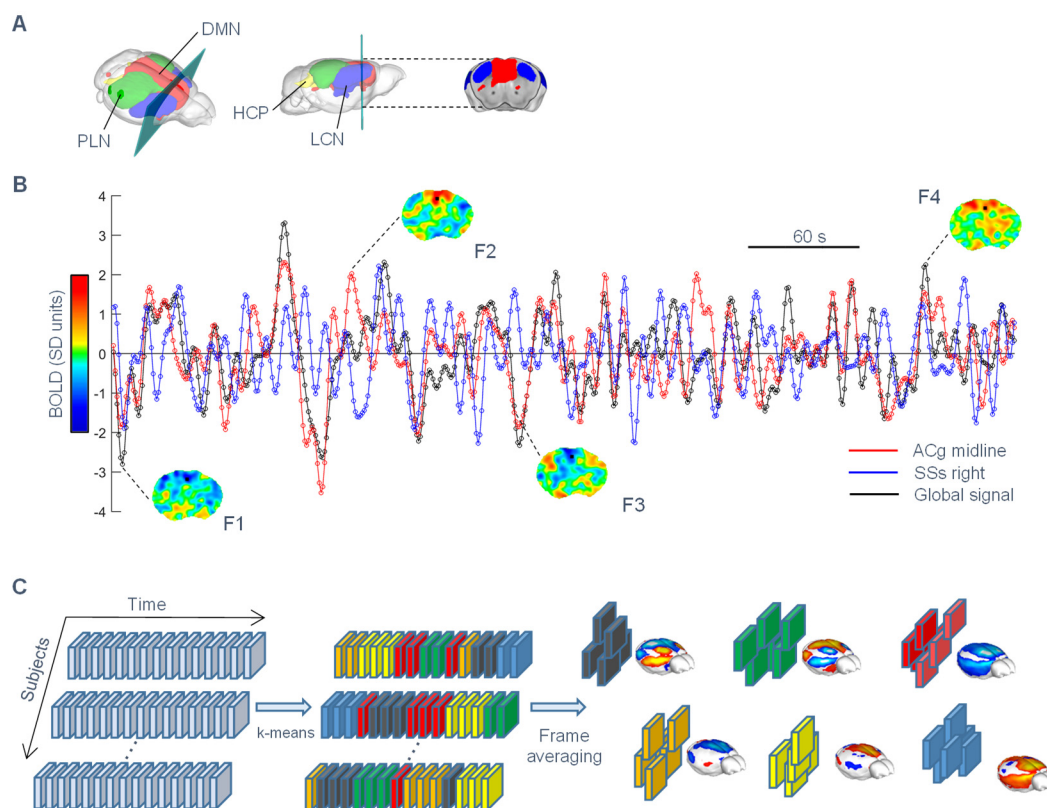 A
DMN
HCP
PLN
LCN
B
4
3
2
1
0
-1
-2
-3
-4
2
1
0
-1
-2
BOLD (SD units)
F1
F2
F3
F4
60 s
ACg midline
SSs right
Global signal
C
Time
Subjects
k-means
Frame
averaging